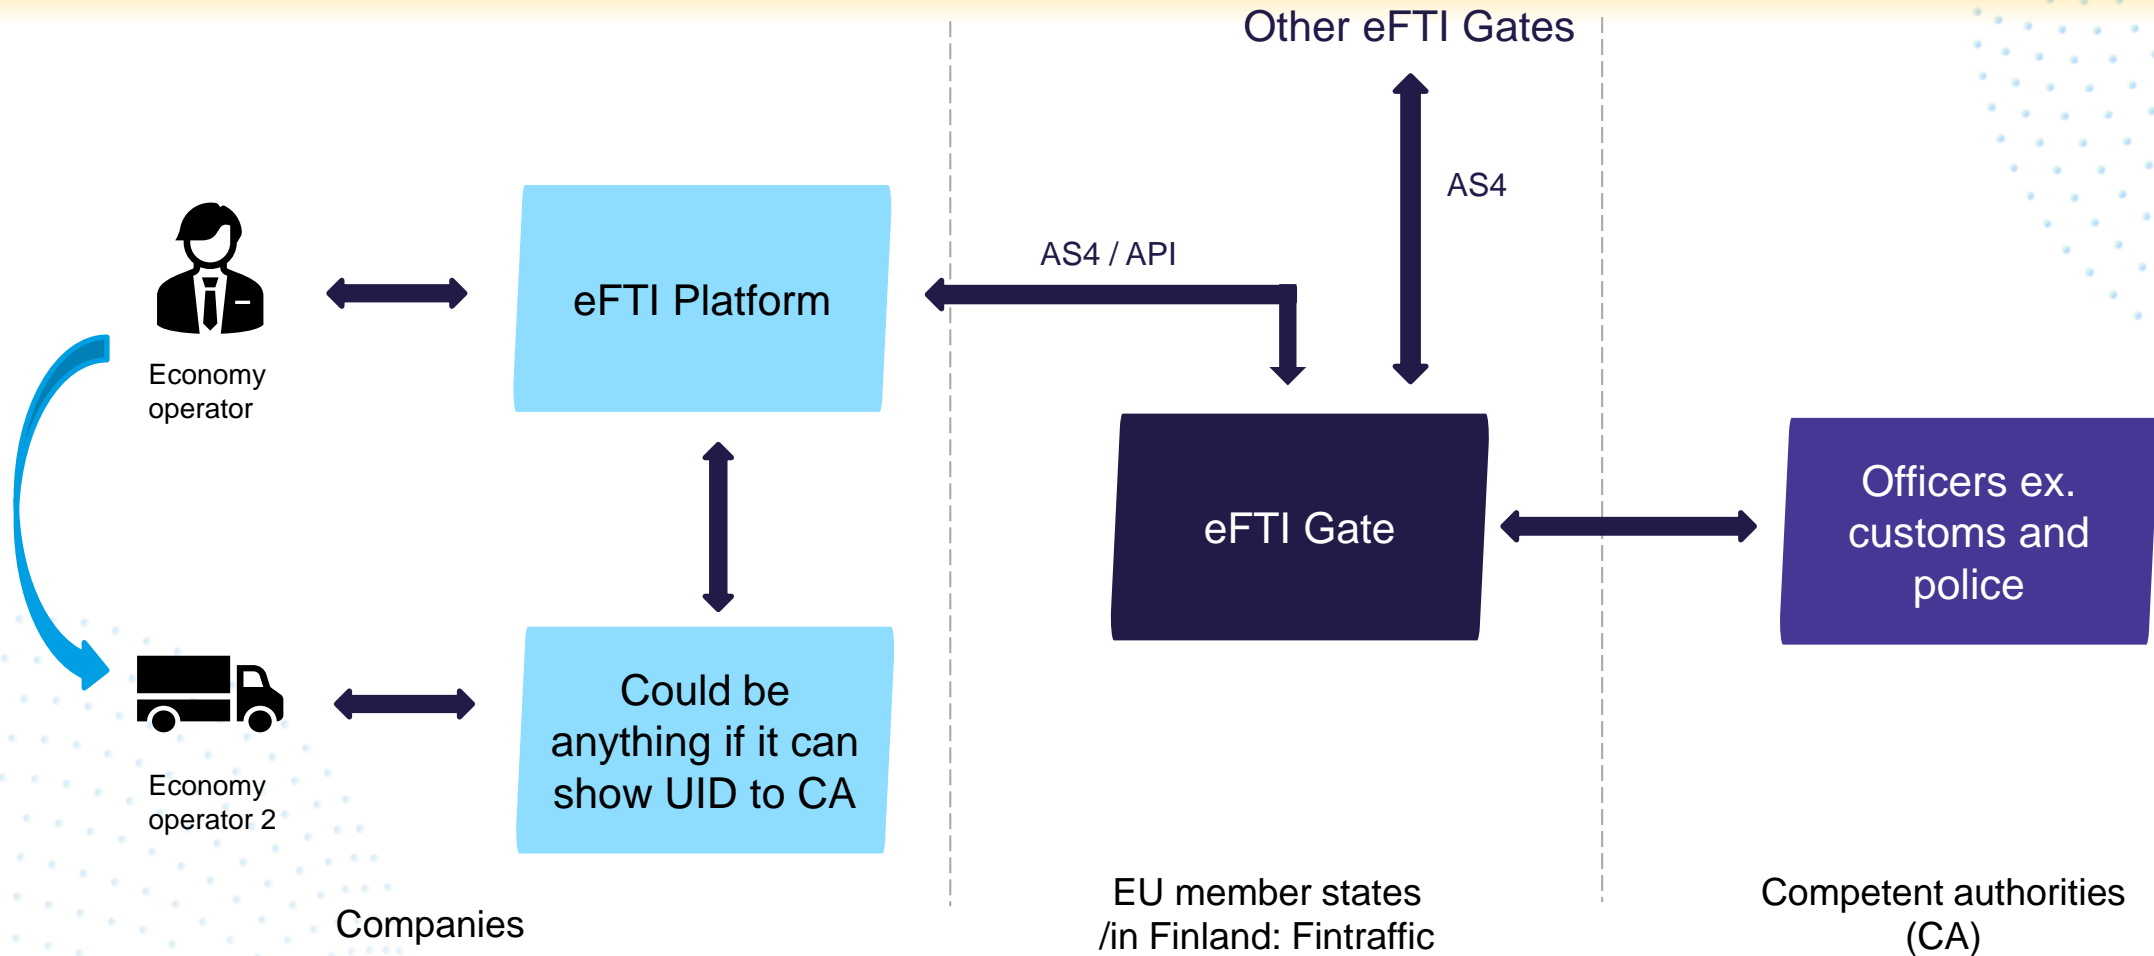 Other eFTI Gates
AS4
AS4 / API
eFTI Platform
Economy
operator
eFTI Gate
Officers ex.
customs and
police
Could be
anything if it can
show UID to CA
Economy
operator 2
Companies
EU member states
/in Finland: Fintraffic
Competent authorities
(CA)